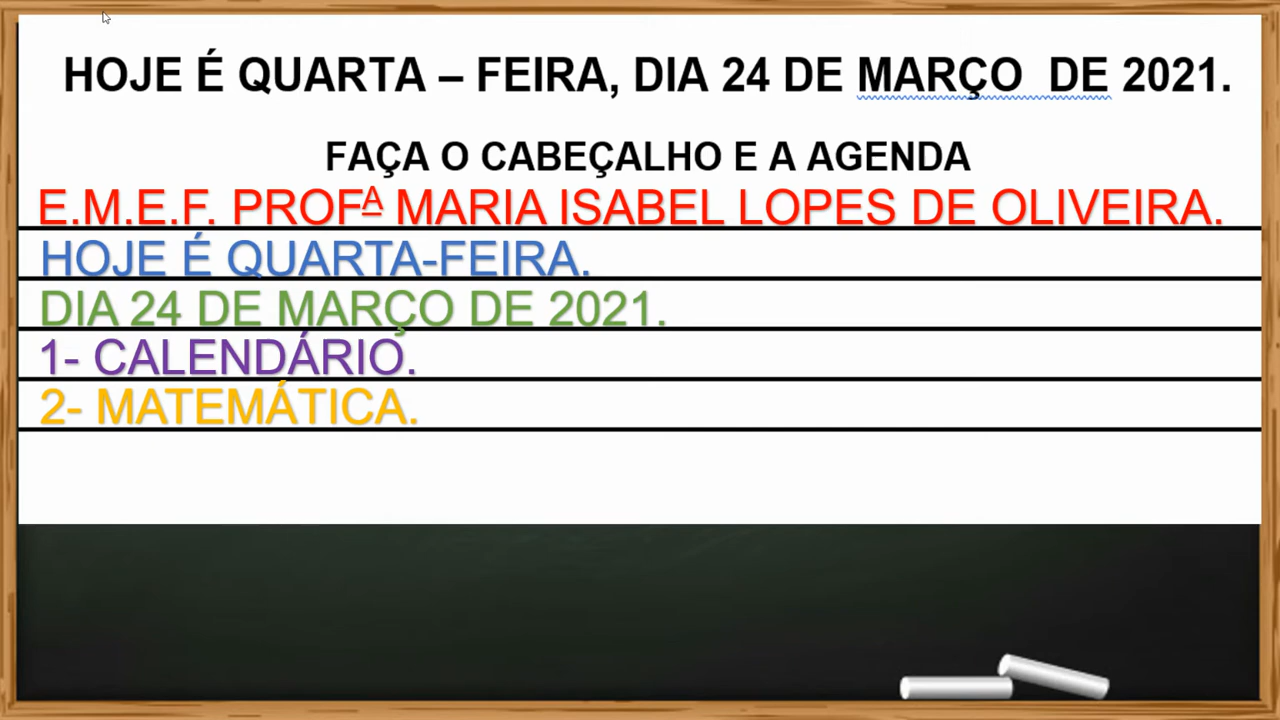 HOJE É QUARTA – FEIRA, DIA 24 DE MARÇO  DE 2021.
FAÇA O CABEÇALHO E A AGENDA
E.M.E.F. PROFª MARIA ISABEL LOPES DE OLIVEIRA.
HOJE É QUARTA-FEIRA.
DIA 24 DE MARÇO DE 2021.
1- CALENDÁRIO.
2- MATEMÁTICA.